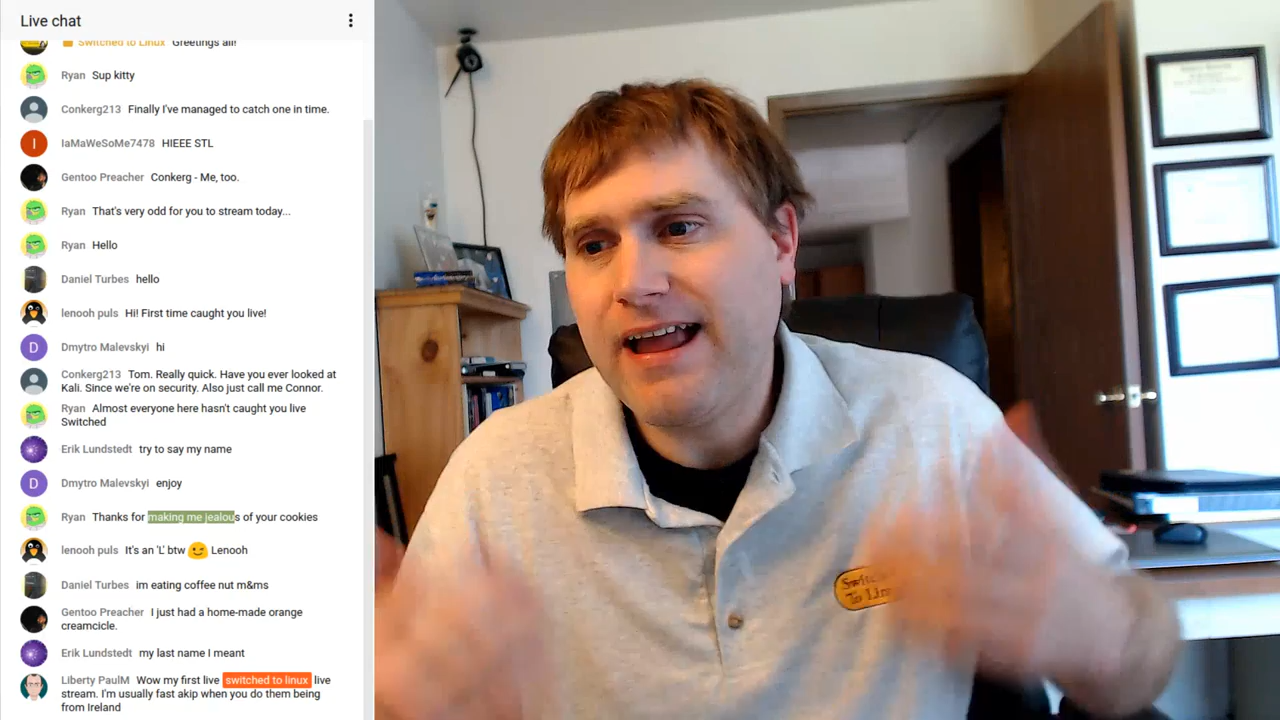 Live chat
Switched to Linux Greetings all!
Ryan Sup kitty
Conkerg213 Finally I've managed to catch one in time.
I
IaMaWeSoMe7478 HIEEE STL
Gentoo Preacher Conkerg - Me, too.
Ryan That's very odd for you to stream today...
Ryan Hello
Daniel Turbes hello
lenooh puls Hi! First time caught you live!
D
Dmytro Malevskyi hi
Conkerg213 Tom. Really quick. Have you ever looked at
Kali. Since we're on security. Also just call me Connor.
Ryan Almost everyone here hasn't caught you live
Switched
Erik Lundstedt try to say my name
D
Dmytro Malevskyi enjoy
Ryan Thanks for making me jealous of your cookies
lenooh puls It's an 'L' btw 😉 Lenooh
Daniel Turbes im eating coffee nut m&ms
Gentoo Preacher I just had a home-made orange
creamcicle.
Erik Lundstedt my last name I meant
Liberty PaulM Wow my first live switched to linux live
stream. I'm usually fast akip when you do them being
from Ireland